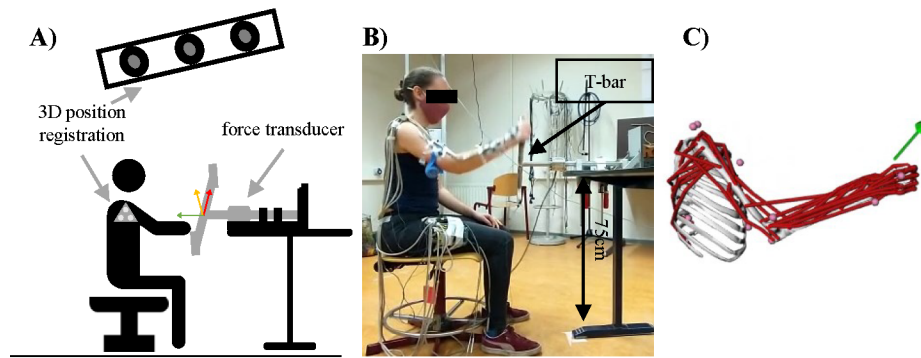 A)
3D position
registration
force transducer
B)
T-bar
75cm
C)